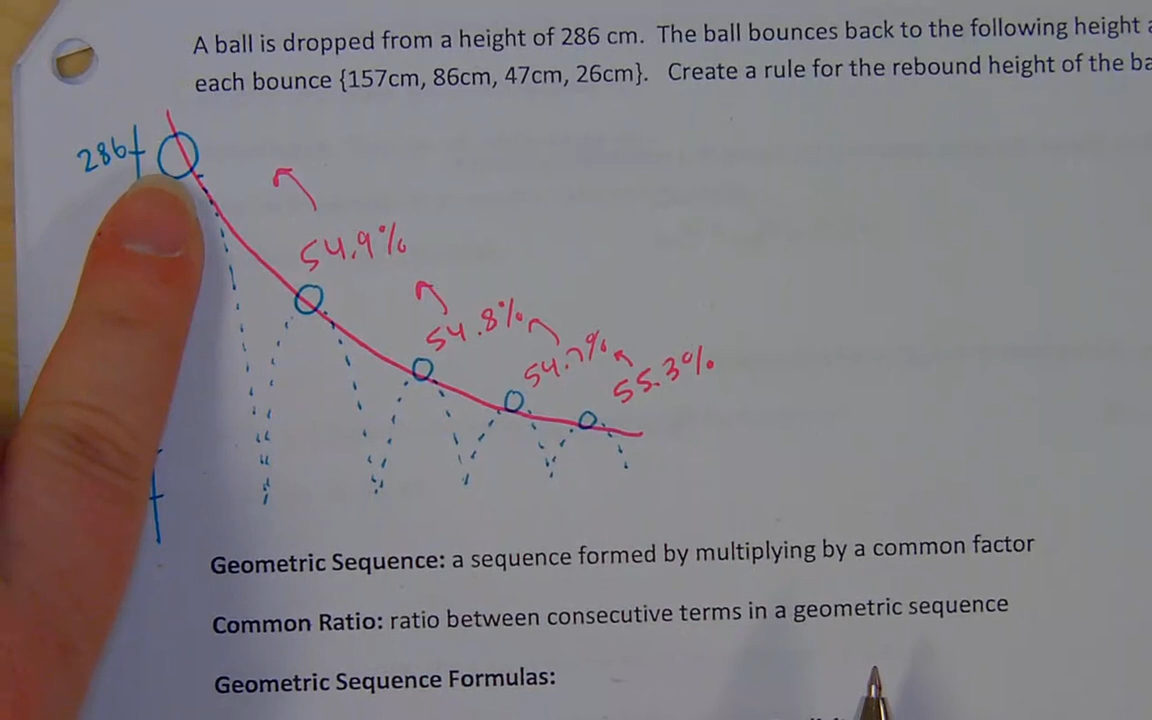 A ball is dropped from a height of 286 cm. The ball bounces back to the following height
each bounce {157cm, 86cm, 47cm, 26cm}. Create a rule for the rebound height of the
286
54.9%
54.8%
54.7%
55.3%
Geometric Sequence: a sequence formed by multiplying by a common factor
Common Ratio: ratio between consecutive terms in a geometric sequence
Geometric Sequence Formulas: